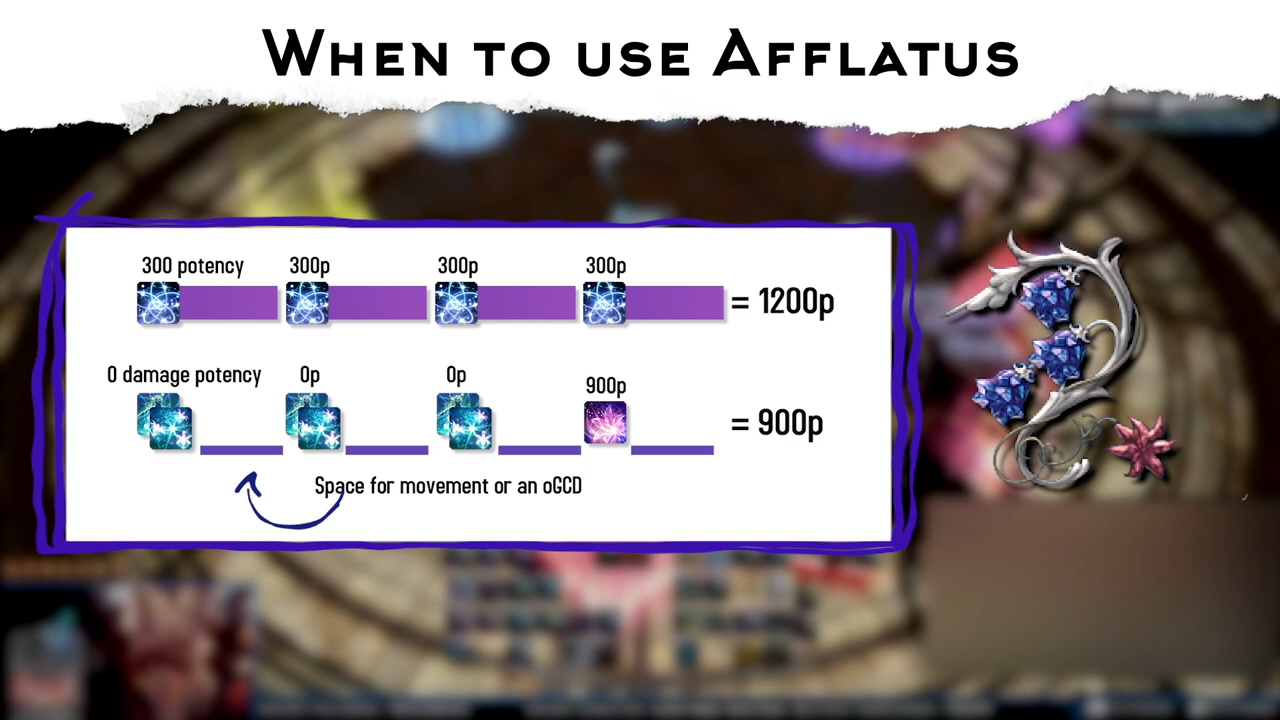 When to use Afflatus
300 potency 300p 300p 300p
= 1200p
0 damage potency 0p 0p 900p
= 900p
Space for movement or an oGCD